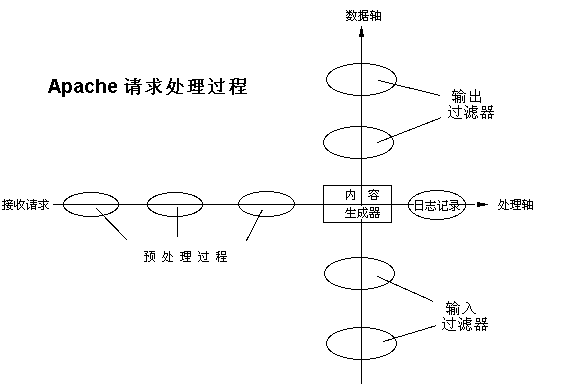 数据轴
Apache 请求处理过程
输出
过滤器
接收请求
内 容
生成器
日志记录
处理轴
预 处 理 过 程
输入
过滤器